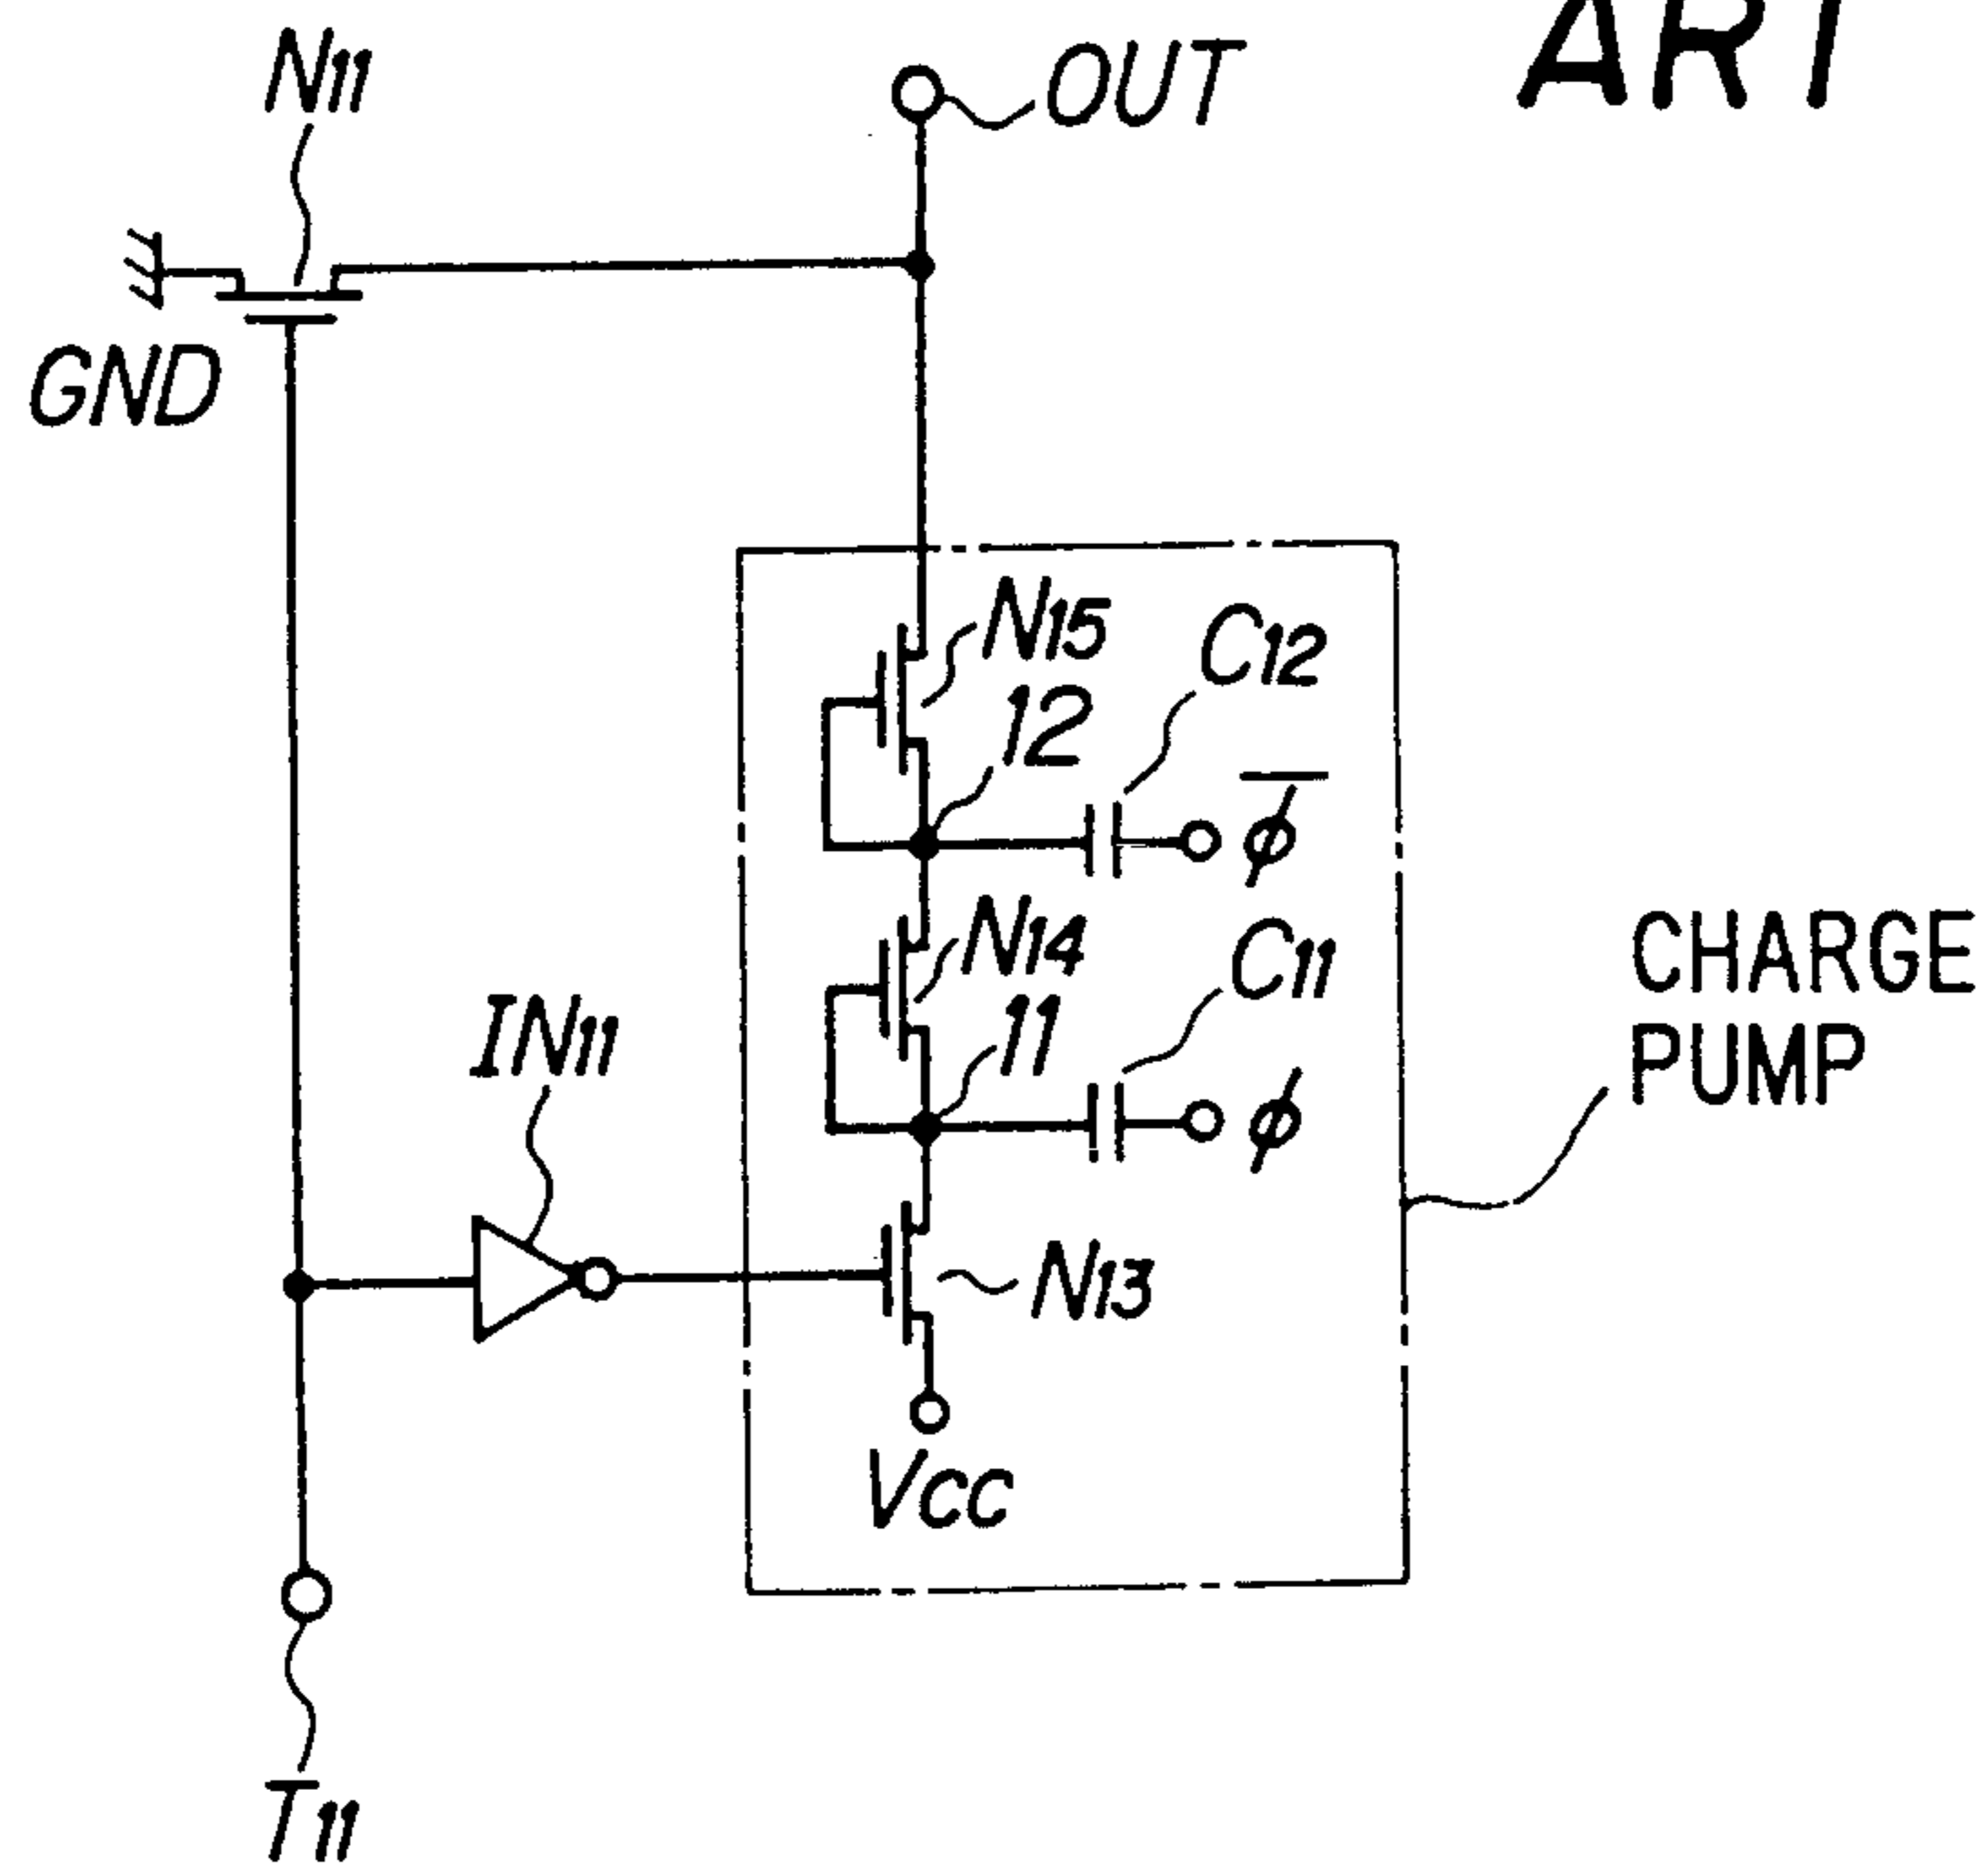 ART
N11
OUT
GND
N15
C12
12
φ̅
N14
C11
11
φ
CHARGE
PUMP
IN11
N13
VCC
T11